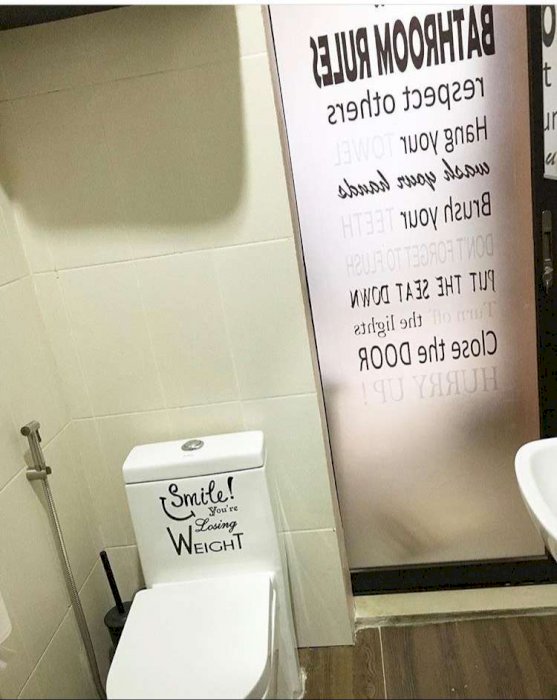 BATHROOM RULES
respect others
Hang your TOWEL
wash your hands
Brush your TEETH
DON'T FORGET TO FLUSH
PUT THE SEAT DOWN
Turn off the lights
Close the DOOR
HURRY UP!
Smile!
You're
Losing
WEIGHT